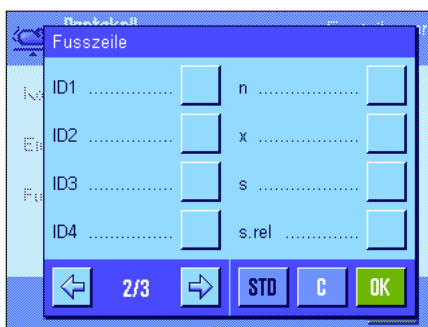 Fusszeile
ID1 ............... n ..................
ID2 ............... x ..................
ID3 ............... s ..................
ID4 ............... s.rel .............
2/3 STD C OK